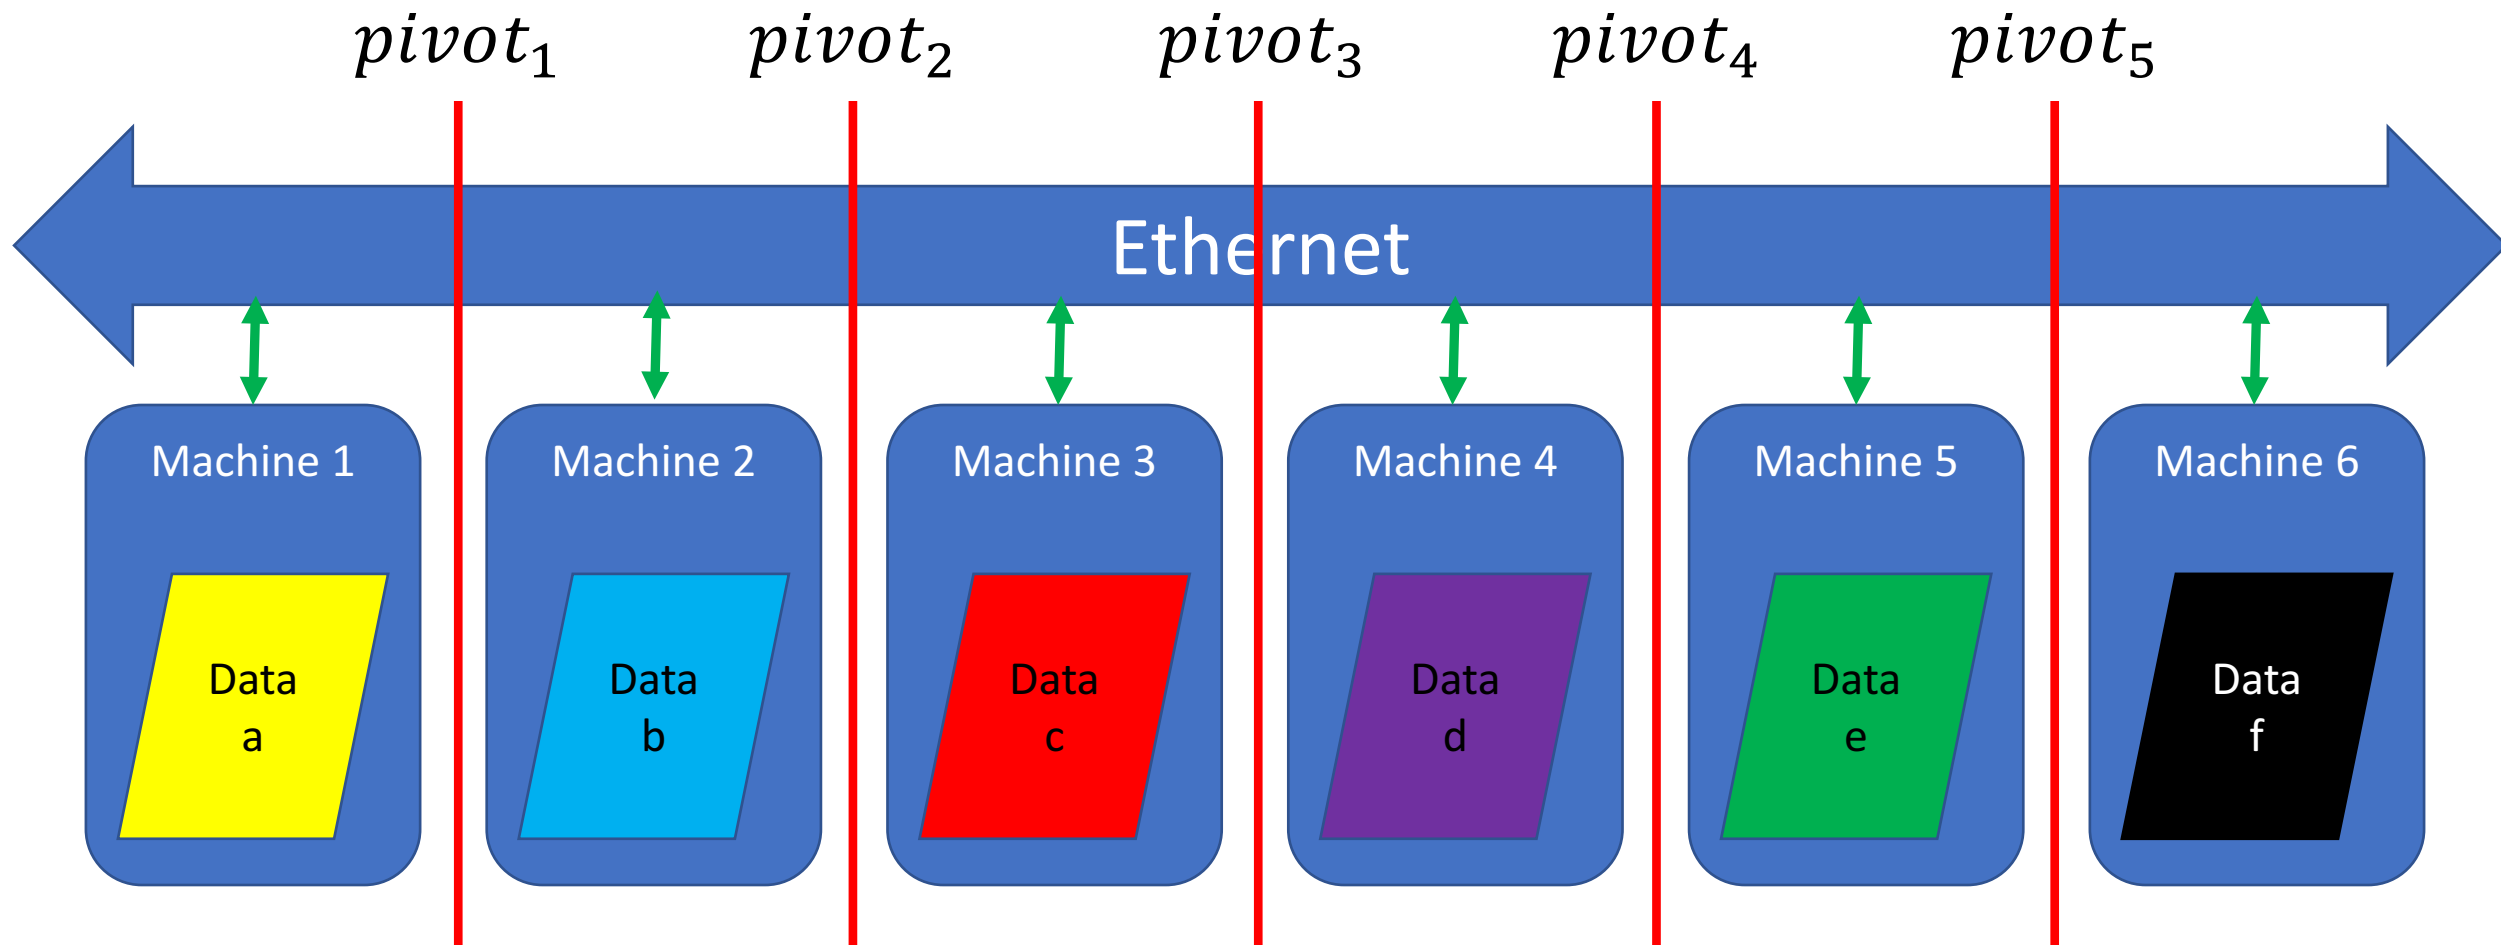 pivot₁ pivot₂ pivot₃ pivot₄ pivot₅
Ethernet
Machine 1 Machine 2 Machine 3 Machine 4 Machine 5 Machine 6
Data Data Data Data Data Data
a b c d e f